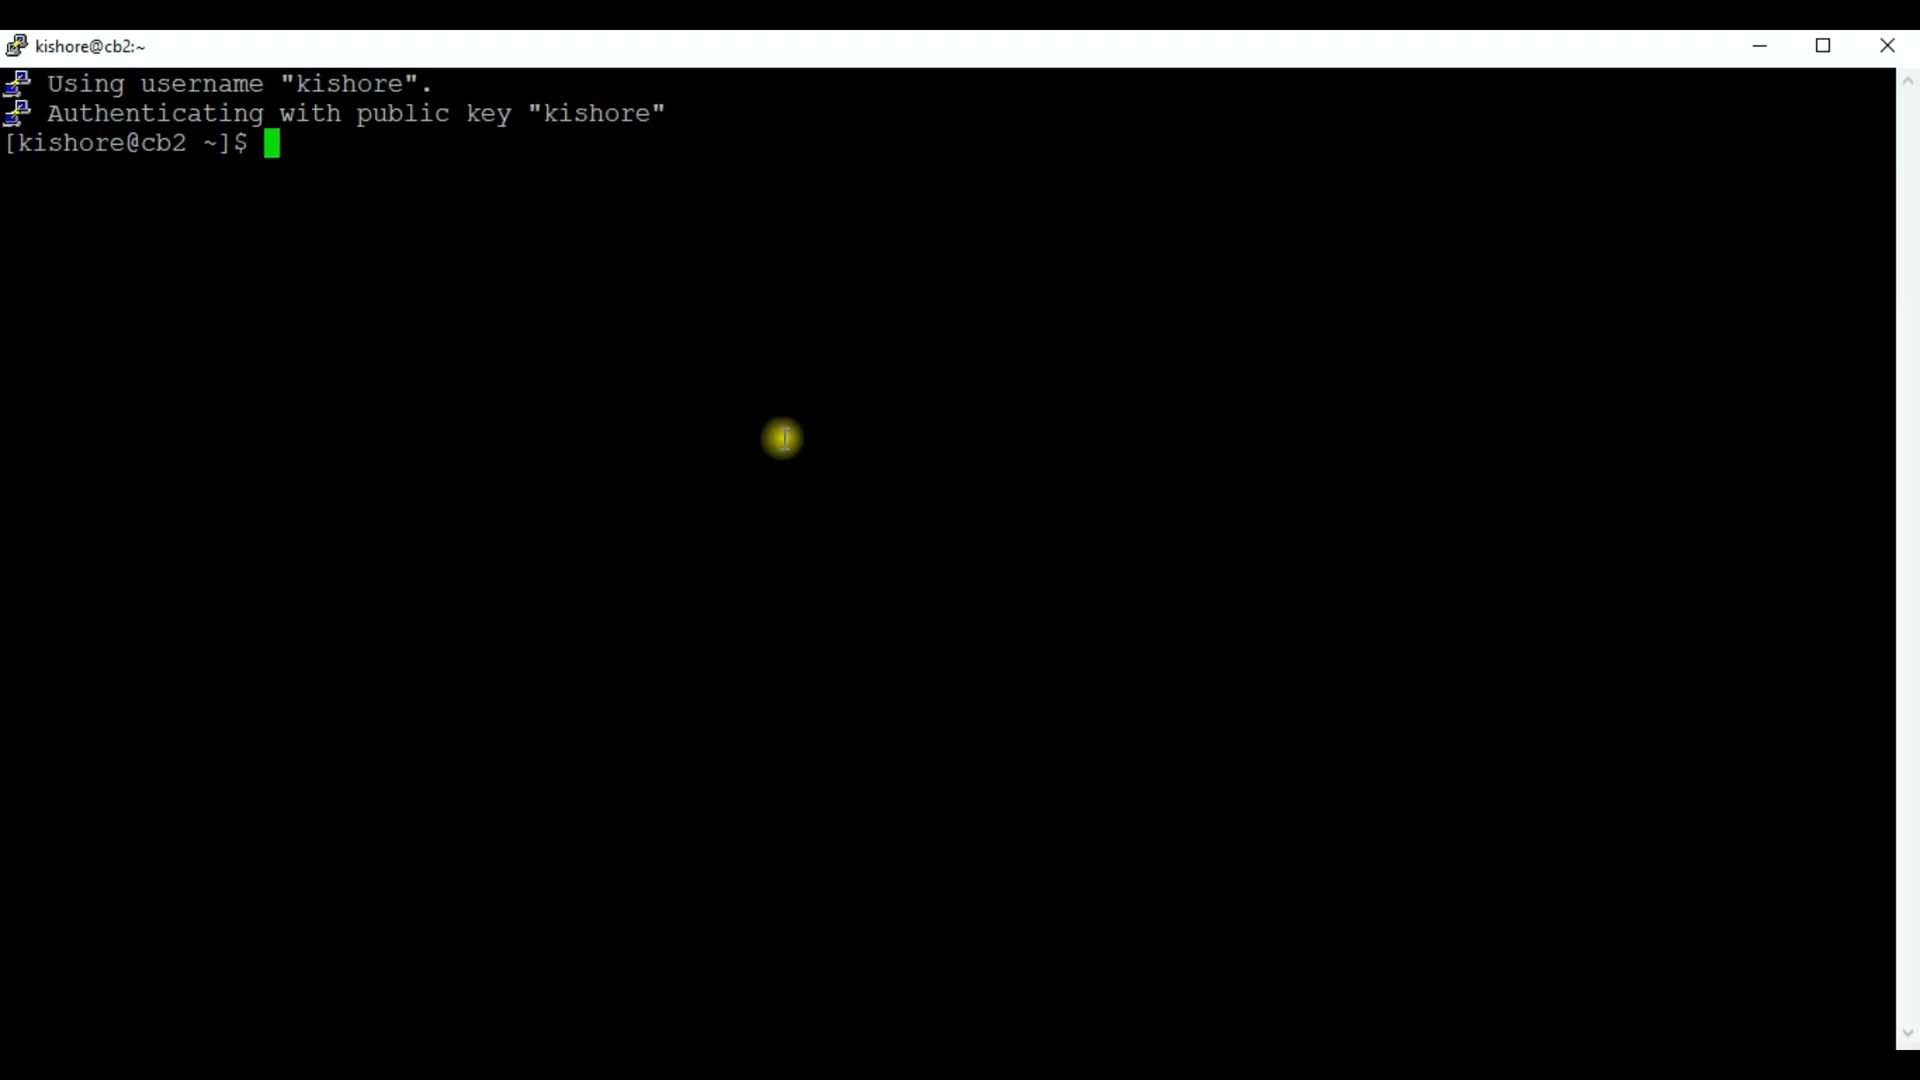 kishore@cb2:~
Using username "kishore".
Authenticating with public key "kishore"
[kishore@cb2 ~]$